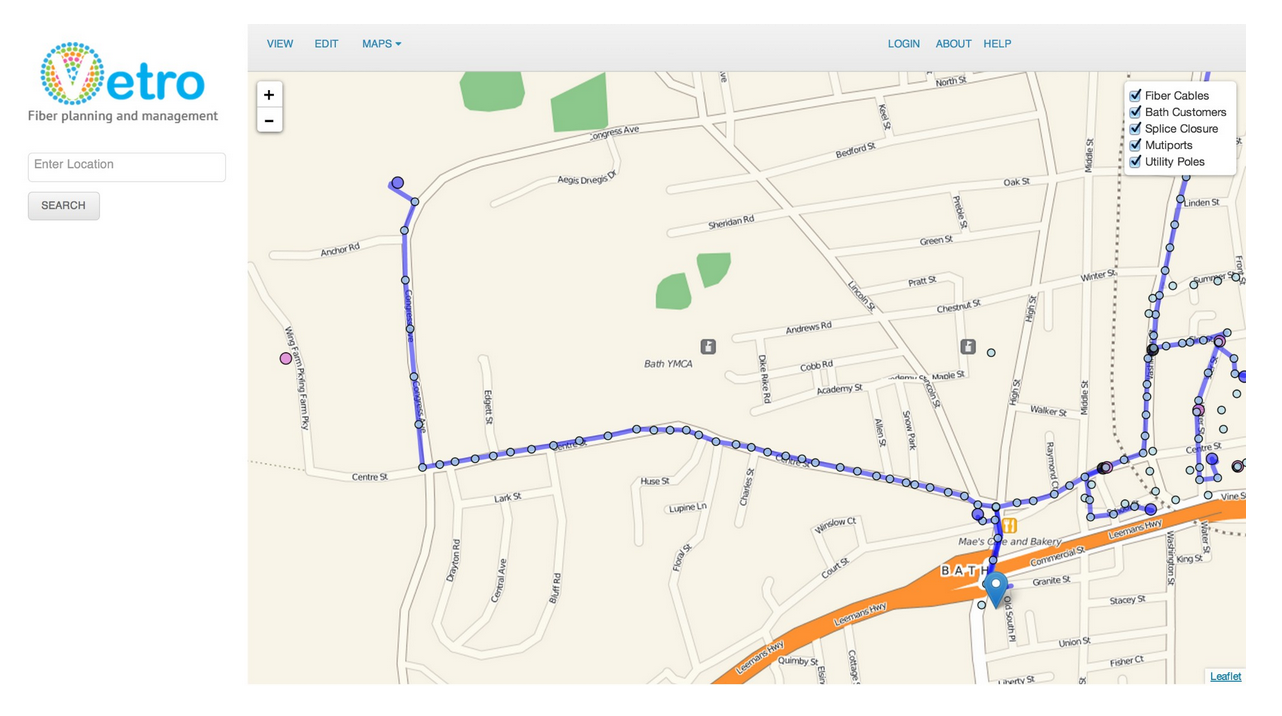 Vetro
Fiber planning and management
Enter Location
SEARCH
VIEW EDIT MAPS
LOGIN ABOUT HELP
+
-
Fiber Cables
Bath Customers
Splice Closure
Mutiports
Utility Poles
North St
Congress Ave
Keel St
Bedford St
Middle St
Aegis Drvegis Dr
Oak St
Preble St
Linden St
Sheridan Rd
Green St
Anchor Rd
Winter St
Summer St
Pratt St
Lincoln St
Chestnut St
High St
Congress Ave
Andrews Rd
Wing Farm Pkwy
Bath YMCA
Dike Rike Rd
Cobb Rd
Maple St
Academy St
Lincoln St
High St
Middle St
Edgett St
Congress Ave
Walker St
Allen St
Snow Park
Centre St
Centre St
Centre St
Centre St
Raymond Ct
Huse St
Charles St
Lark St
Lupine Ln
Vine St
Winslow Ct
Leemans Hwy
Water St
Mae's Cafe and Bakery
Drayton Rd
Floral St
Commercial St
Washington St
King St
Central Ave
Bluff Rd
Court St
BATH
Granite St
Old South Pl
Stacey St
Leemans Hwy
Union St
Leemans Hwy
Quimby St
Cottage St
Fisher Ct
Liberty St
Leaflet